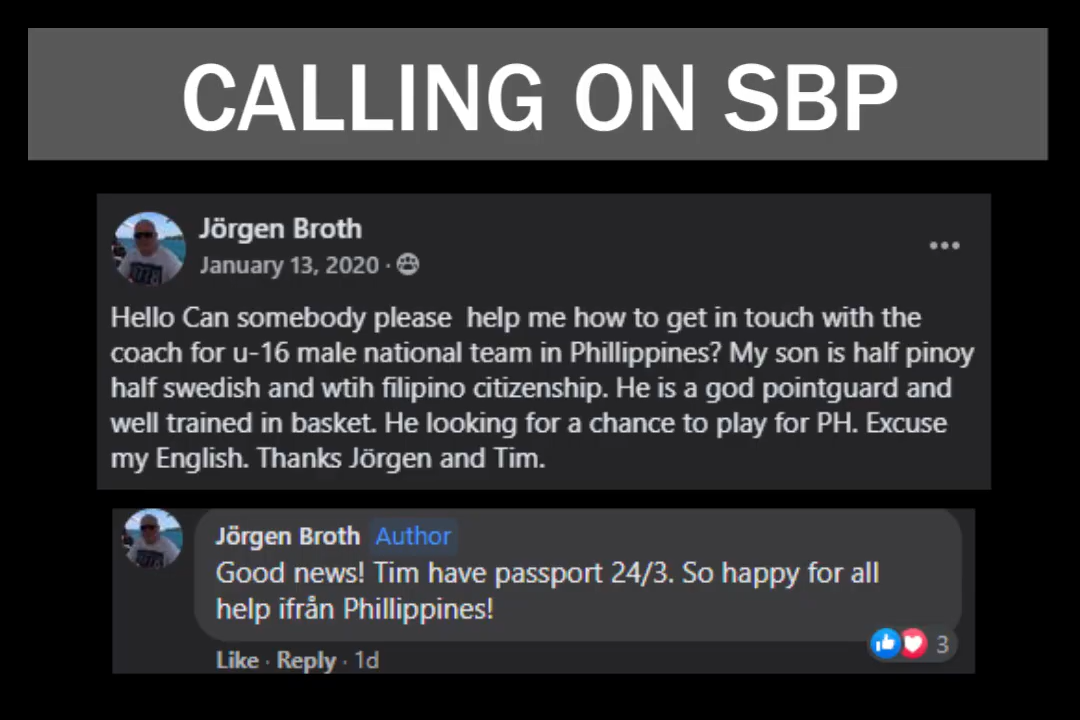 CALLING ON SBP
Jörgen Broth
January 13, 2020 ·
Hello Can somebody please  help me how to get in touch with the
coach for u-16 male national team in Phillippines? My son is half pinoy
half swedish and wtih filipino citizenship. He is a god pointguard and
well trained in basket. He looking for a chance to play for PH. Excuse
my English. Thanks Jörgen and Tim.
Jörgen Broth Author
Good news! Tim have passport 24/3. So happy for all
help ifrån Phillippines!
3
Like · Reply · 1d